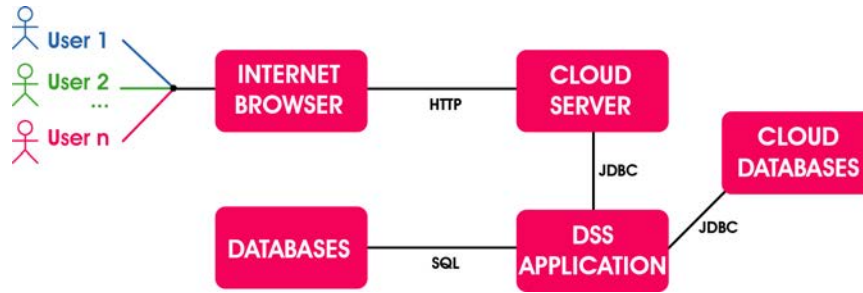 User 1
User 2
...
User n
INTERNET
BROWSER
HTTP
CLOUD
SERVER
JDBC
CLOUD
DATABASES
JDBC
DATABASES
SQL
DSS
APPLICATION